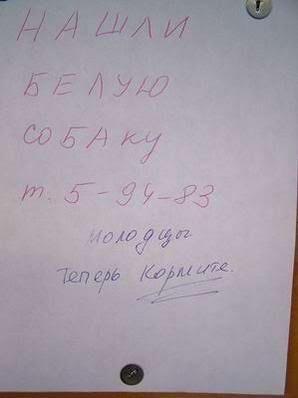 НАШЛИ
БЕЛУЮ
СОБАКУ
т. 5-94-83
молодцы
теперь кормите.